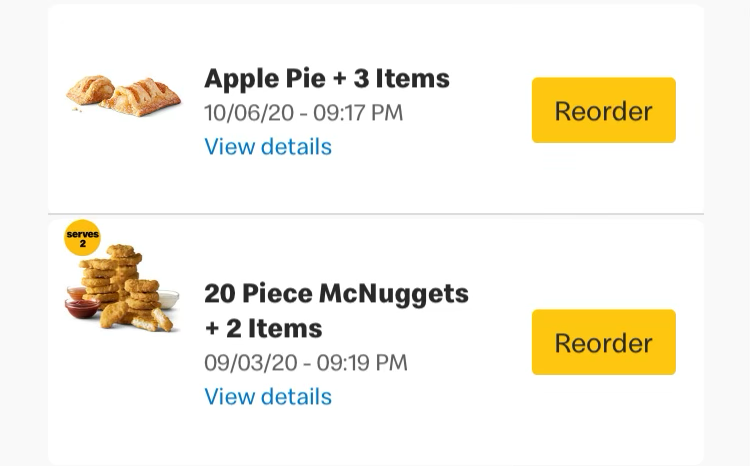 Apple Pie + 3 Items
10/06/20 - 09:17 PM
View details
Reorder
serves
2
20 Piece McNuggets
+ 2 Items
09/03/20 - 09:19 PM
View details
Reorder